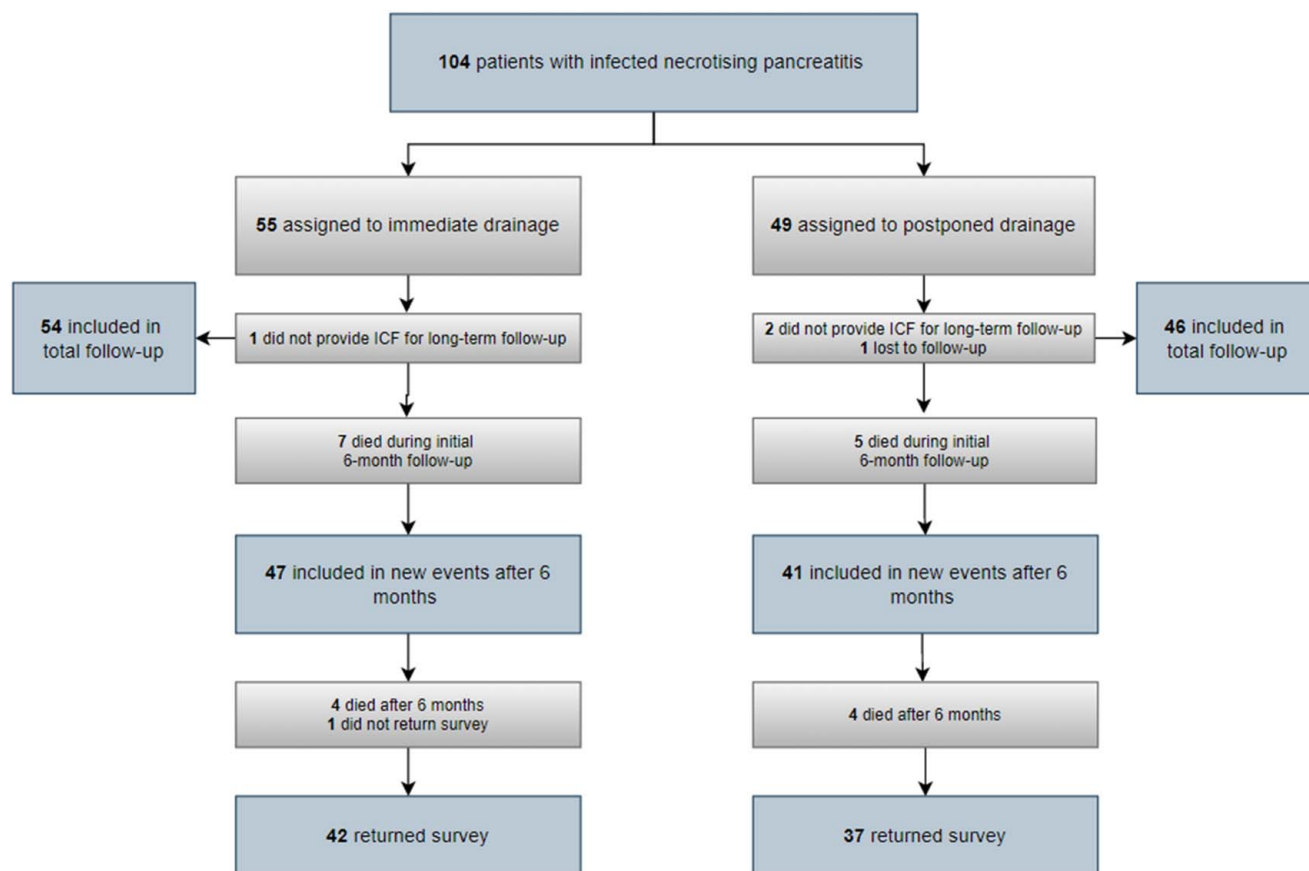 104 patients with infected necrotising pancreatitis
55 assigned to immediate drainage
49 assigned to postponed drainage
54 included in
total follow-up
1 did not provide ICF for long-term follow-up
2 did not provide ICF for long-term follow-up
1 lost to follow-up
46 included in
total follow-up
7 died during initial
6-month follow-up
5 died during initial
6-month follow-up
47 included in new events after 6
months
41 included in new events after 6
months
4 died after 6 months
1 did not return survey
4 died after 6 months
42 returned survey
37 returned survey